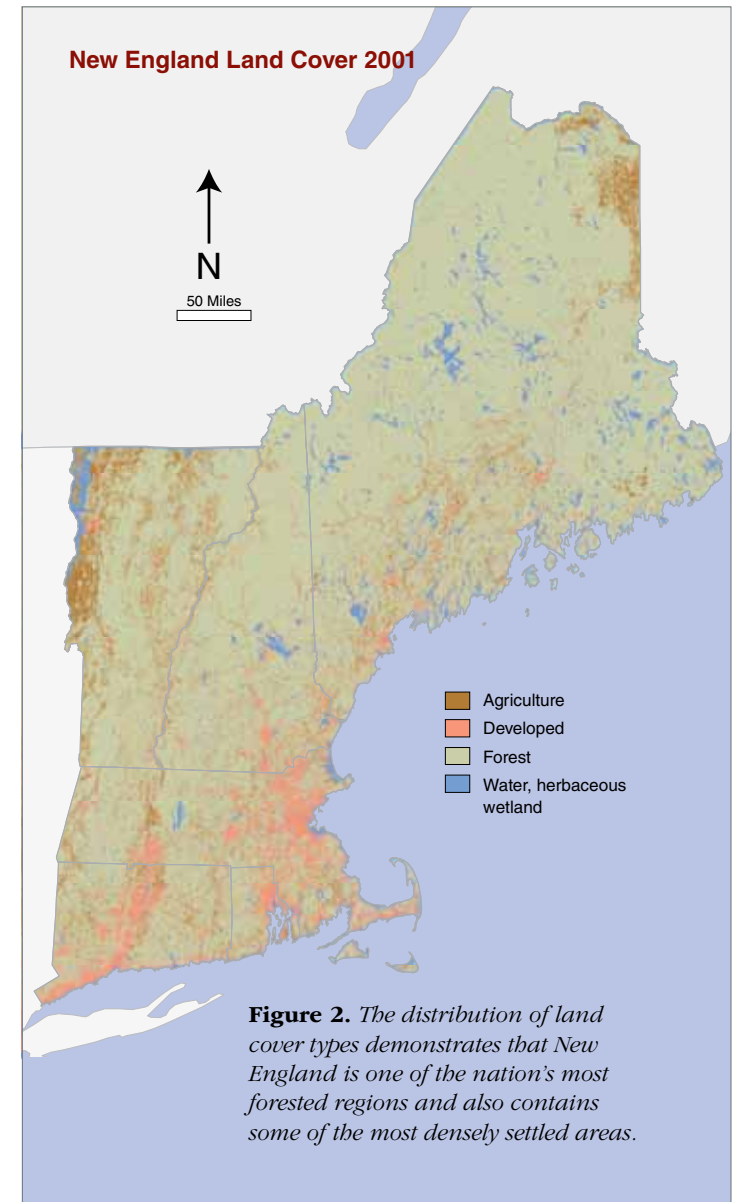 New England Land Cover 2001
N
50 Miles
Agriculture
Developed
Forest
Water, herbaceous
wetland
Figure 2. The distribution of land
cover types demonstrates that New
England is one of the nation's most
forested regions and also contains
some of the most densely settled areas.